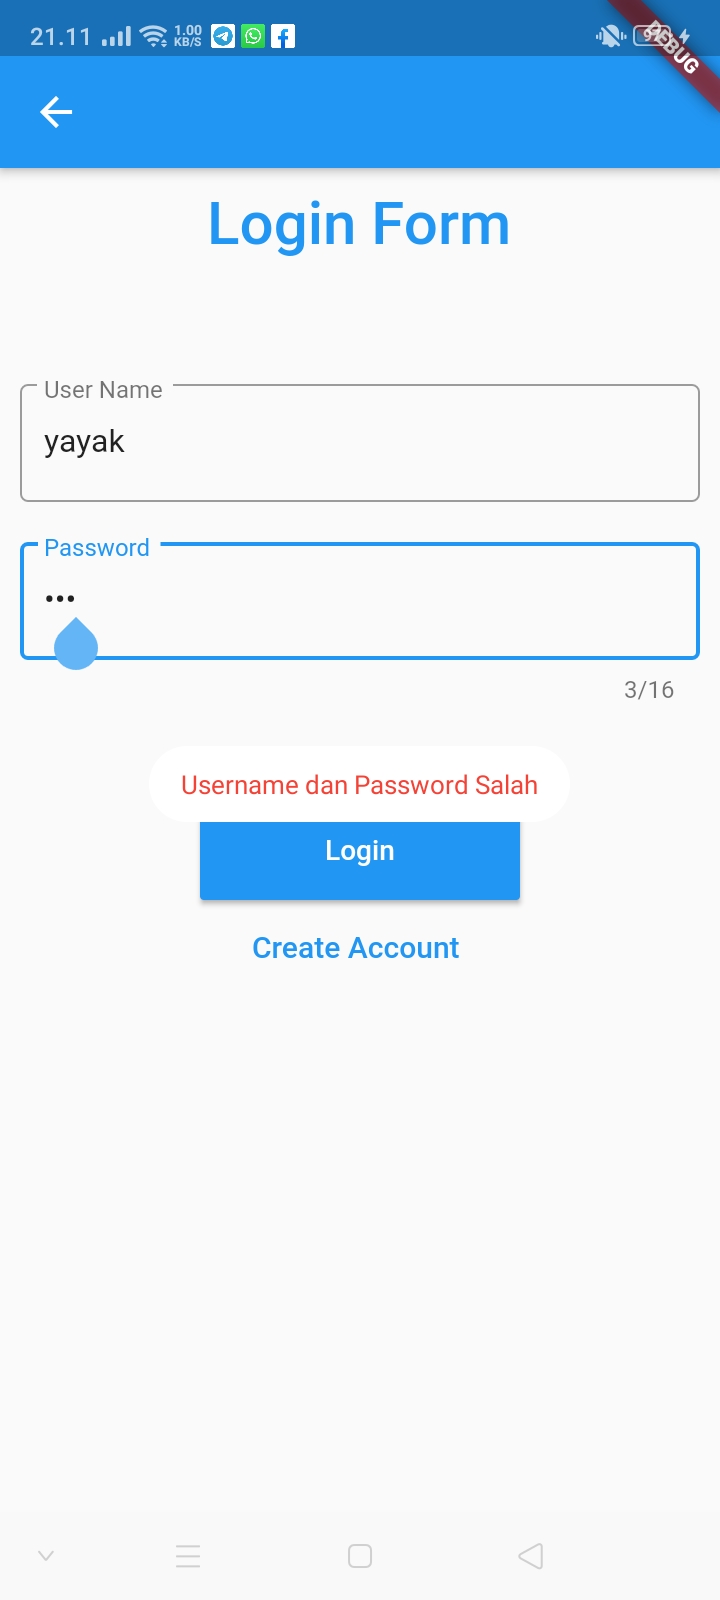 21.11 1.00
KB/S
DEBUG
Login Form
User Name
yayak
Password
•••
3/16
Username dan Password Salah
Login
Create Account